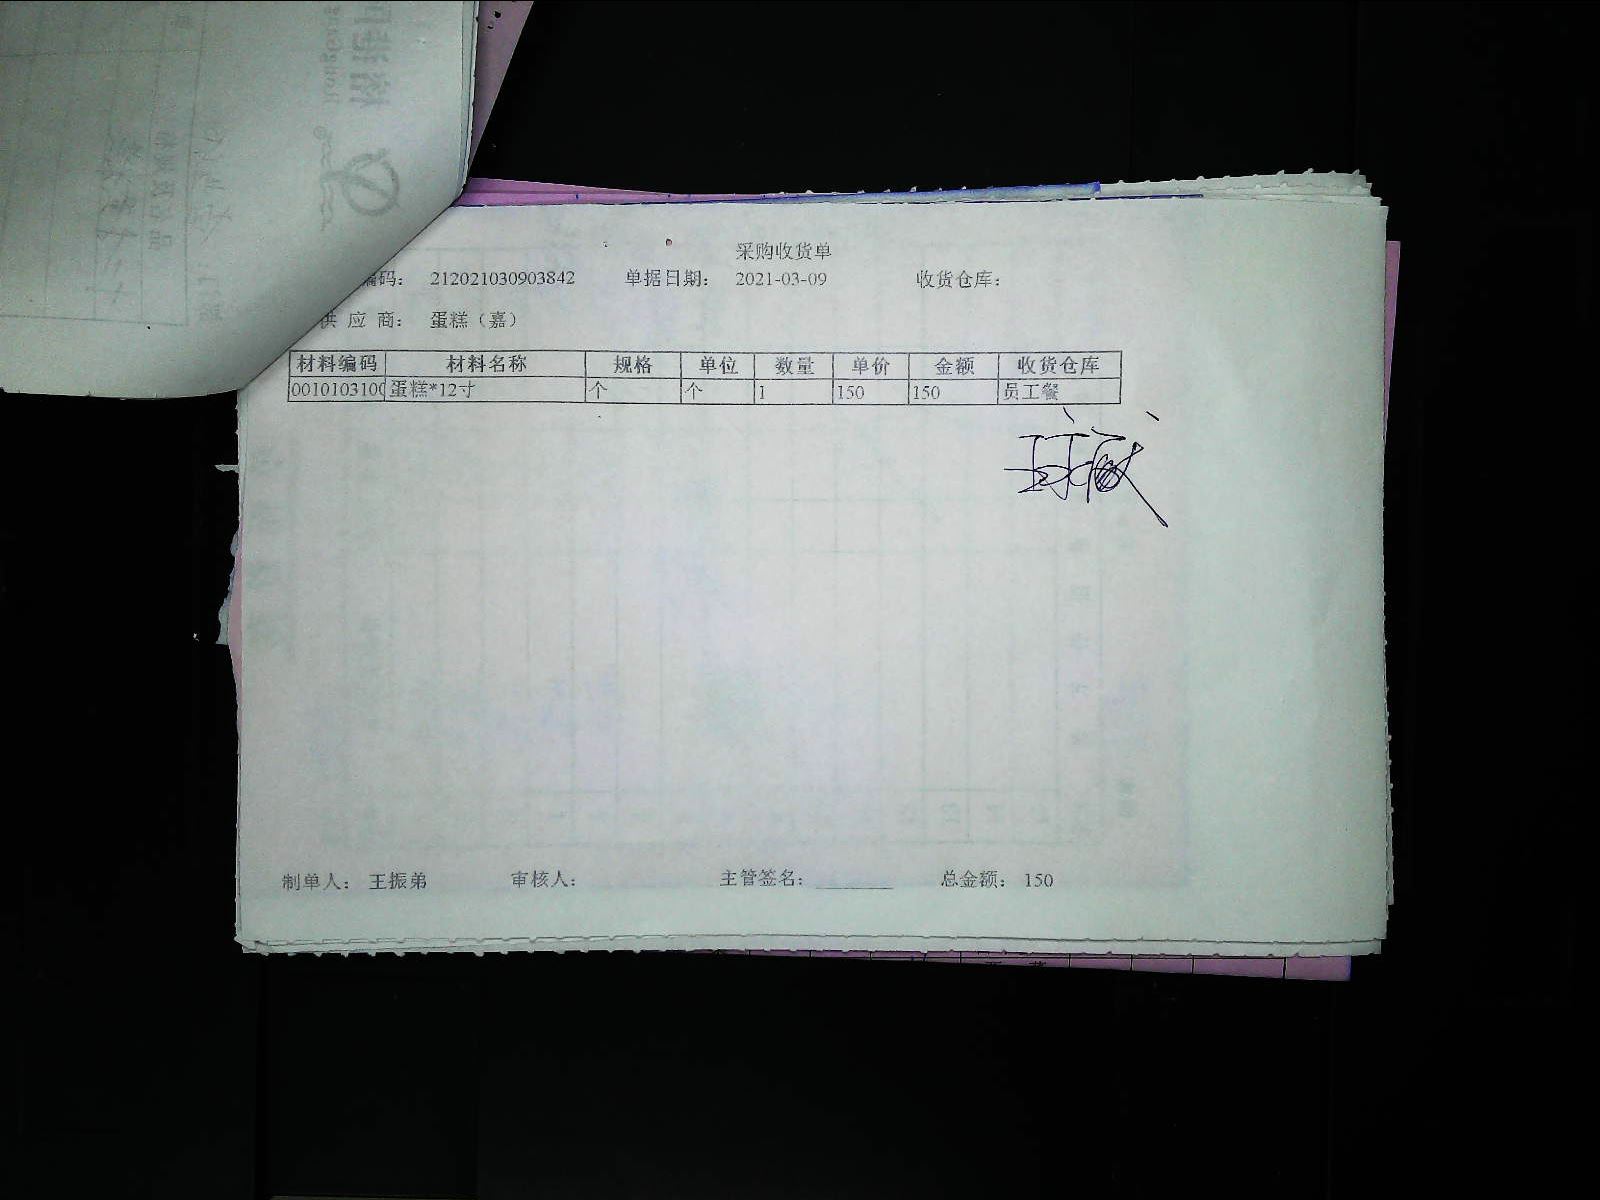 采购收货单
编码： 212021030903842 单据日期： 2021-03-09 收货仓库：
供 应 商： 蛋糕（嘉）
材料编码 材料名称 规格 单位 数量 单价 金额 收货仓库
0010103100 蛋糕*12寸 个 个 1 150 150 员工餐
制单人： 王振弟 审核人： 主管签名： 总金额： 150